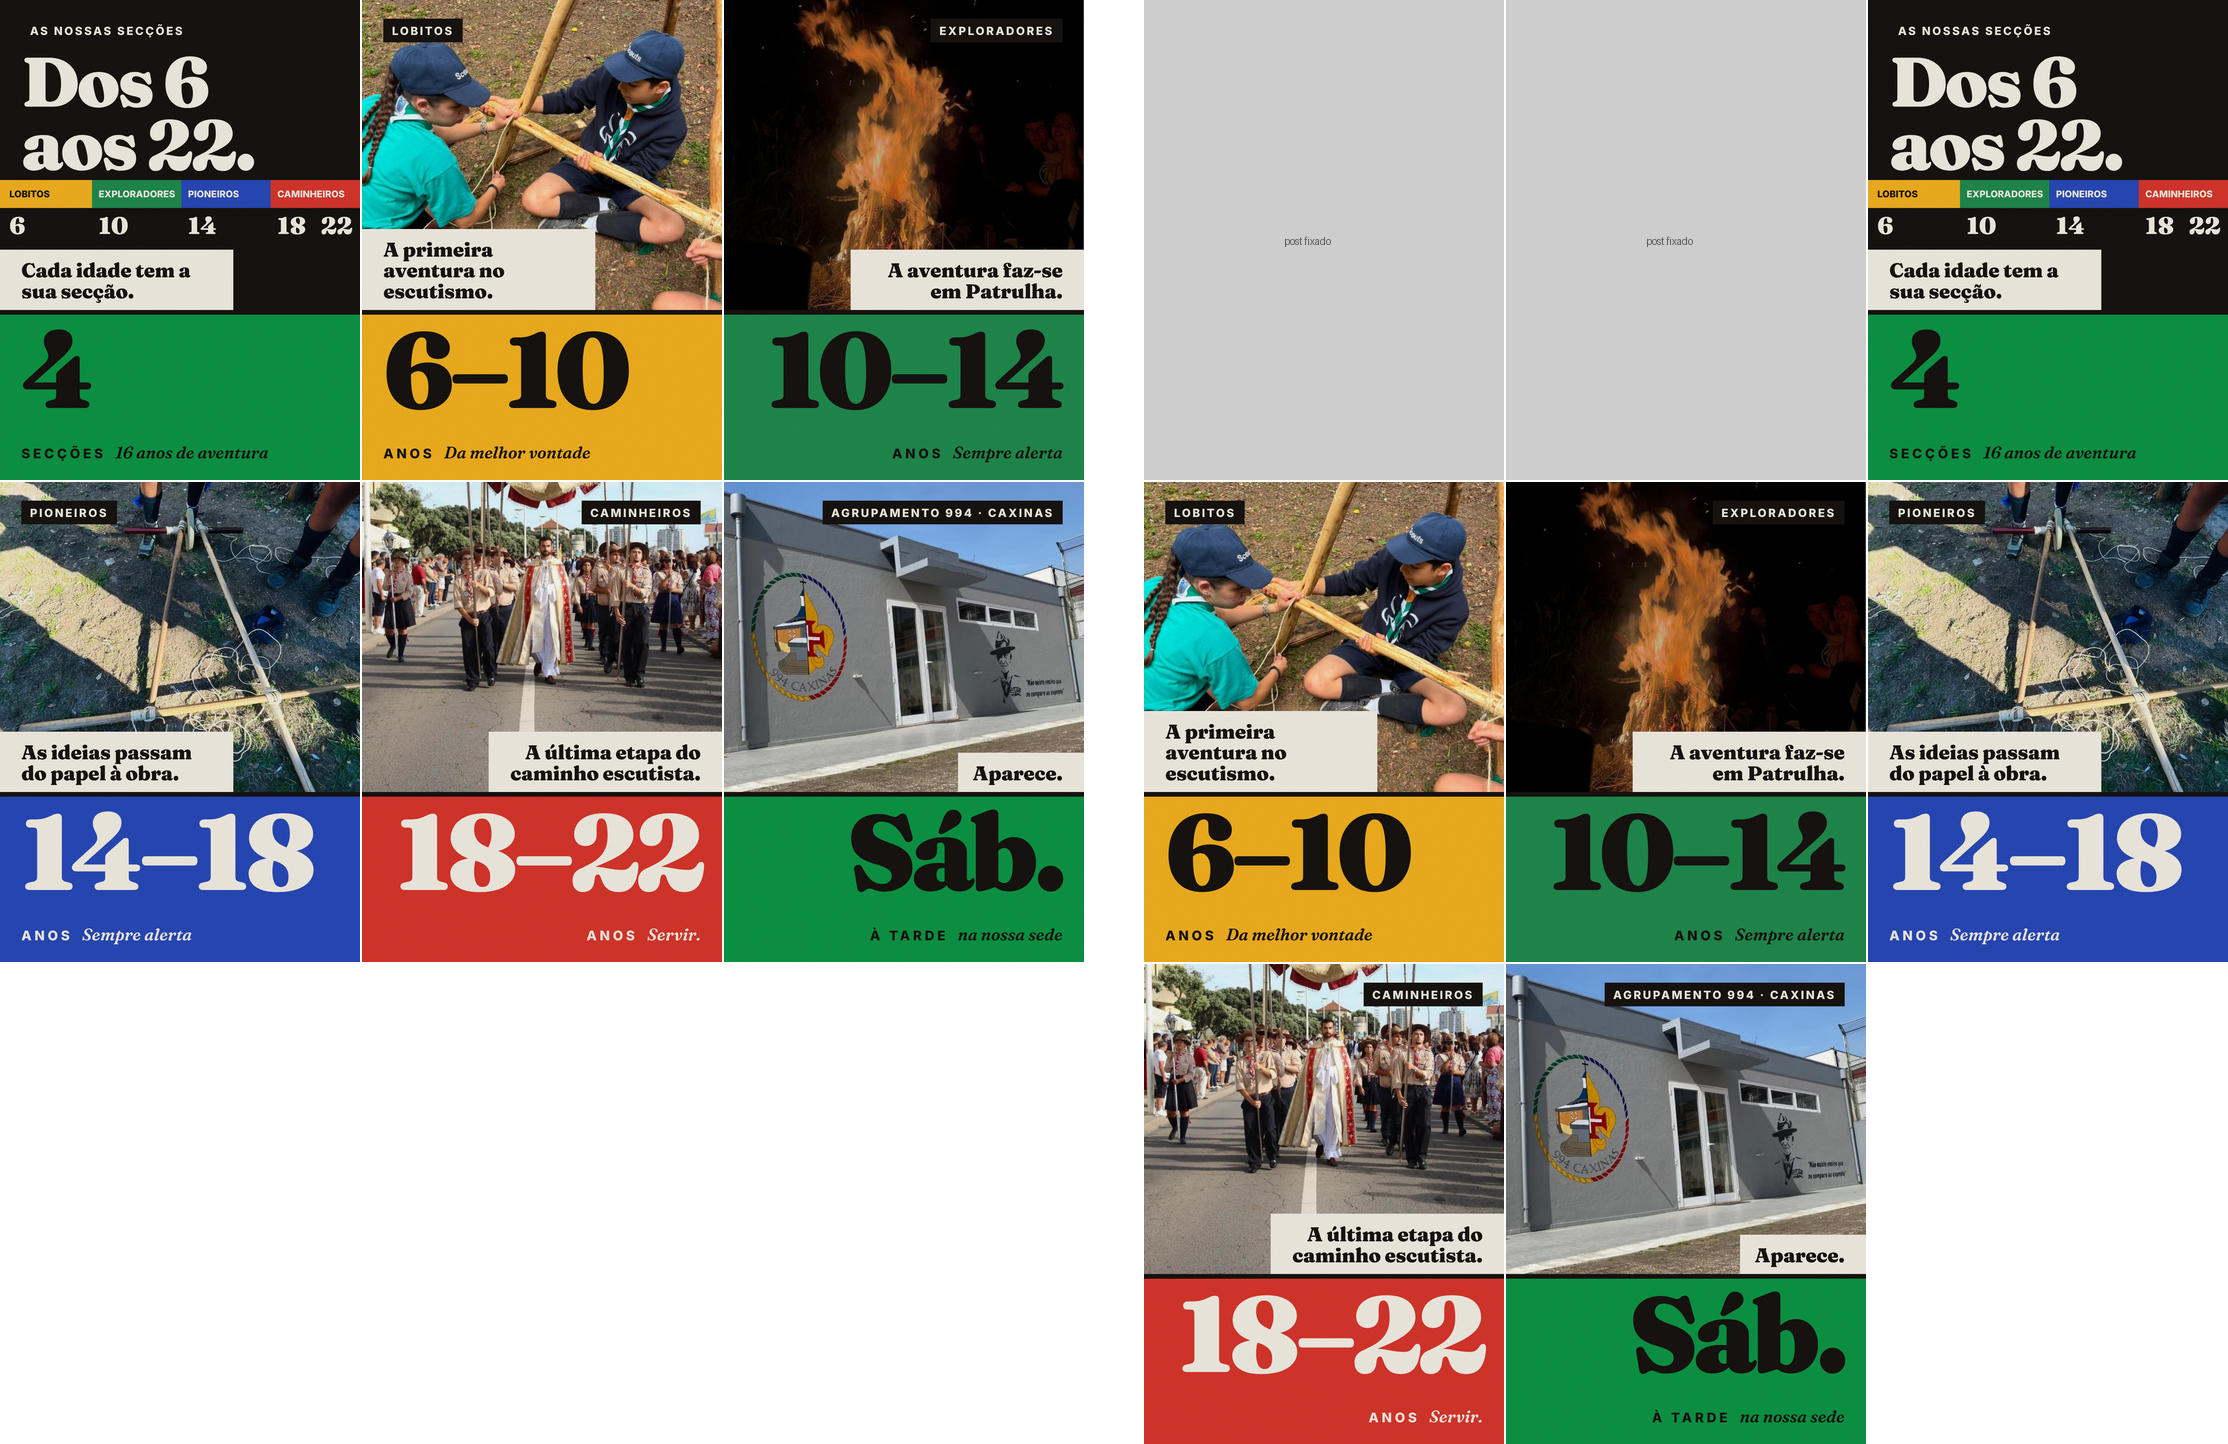 AS NOSSAS SECÇÕES
Dos 6
aos 22.
LOBITOS EXPLORADORES PIONEIROS CAMINHEIROS
6 10 14 18 22
Cada idade tem a
sua secção.
4
SECÇÕES 16 anos de aventura
LOBITOS
A primeira
aventura no
escutismo.
6–10
ANOS Da melhor vontade
EXPLORADORES
A aventura faz-se
em Patrulha.
10–14
ANOS Sempre alerta
PIONEIROS
As ideias passam
do papel à obra.
14–18
ANOS Sempre alerta
CAMINHEIROS
A última etapa do
caminho escutista.
18–22
ANOS Servir.
AGRUPAMENTO 994 · CAXINAS
994 CAXINAS
Aparece.
Sáb.
À TARDE na nossa sede
post fixado
post fixado
AS NOSSAS SECÇÕES
Dos 6
aos 22.
LOBITOS EXPLORADORES PIONEIROS CAMINHEIROS
6 10 14 18 22
Cada idade tem a
sua secção.
4
SECÇÕES 16 anos de aventura
LOBITOS
A primeira
aventura no
escutismo.
6–10
ANOS Da melhor vontade
EXPLORADORES
A aventura faz-se
em Patrulha.
10–14
ANOS Sempre alerta
PIONEIROS
As ideias passam
do papel à obra.
14–18
ANOS Sempre alerta
CAMINHEIROS
A última etapa do
caminho escutista.
18–22
ANOS Servir.
AGRUPAMENTO 994 · CAXINAS
994 CAXINAS
Aparece.
Sáb.
À TARDE na nossa sede